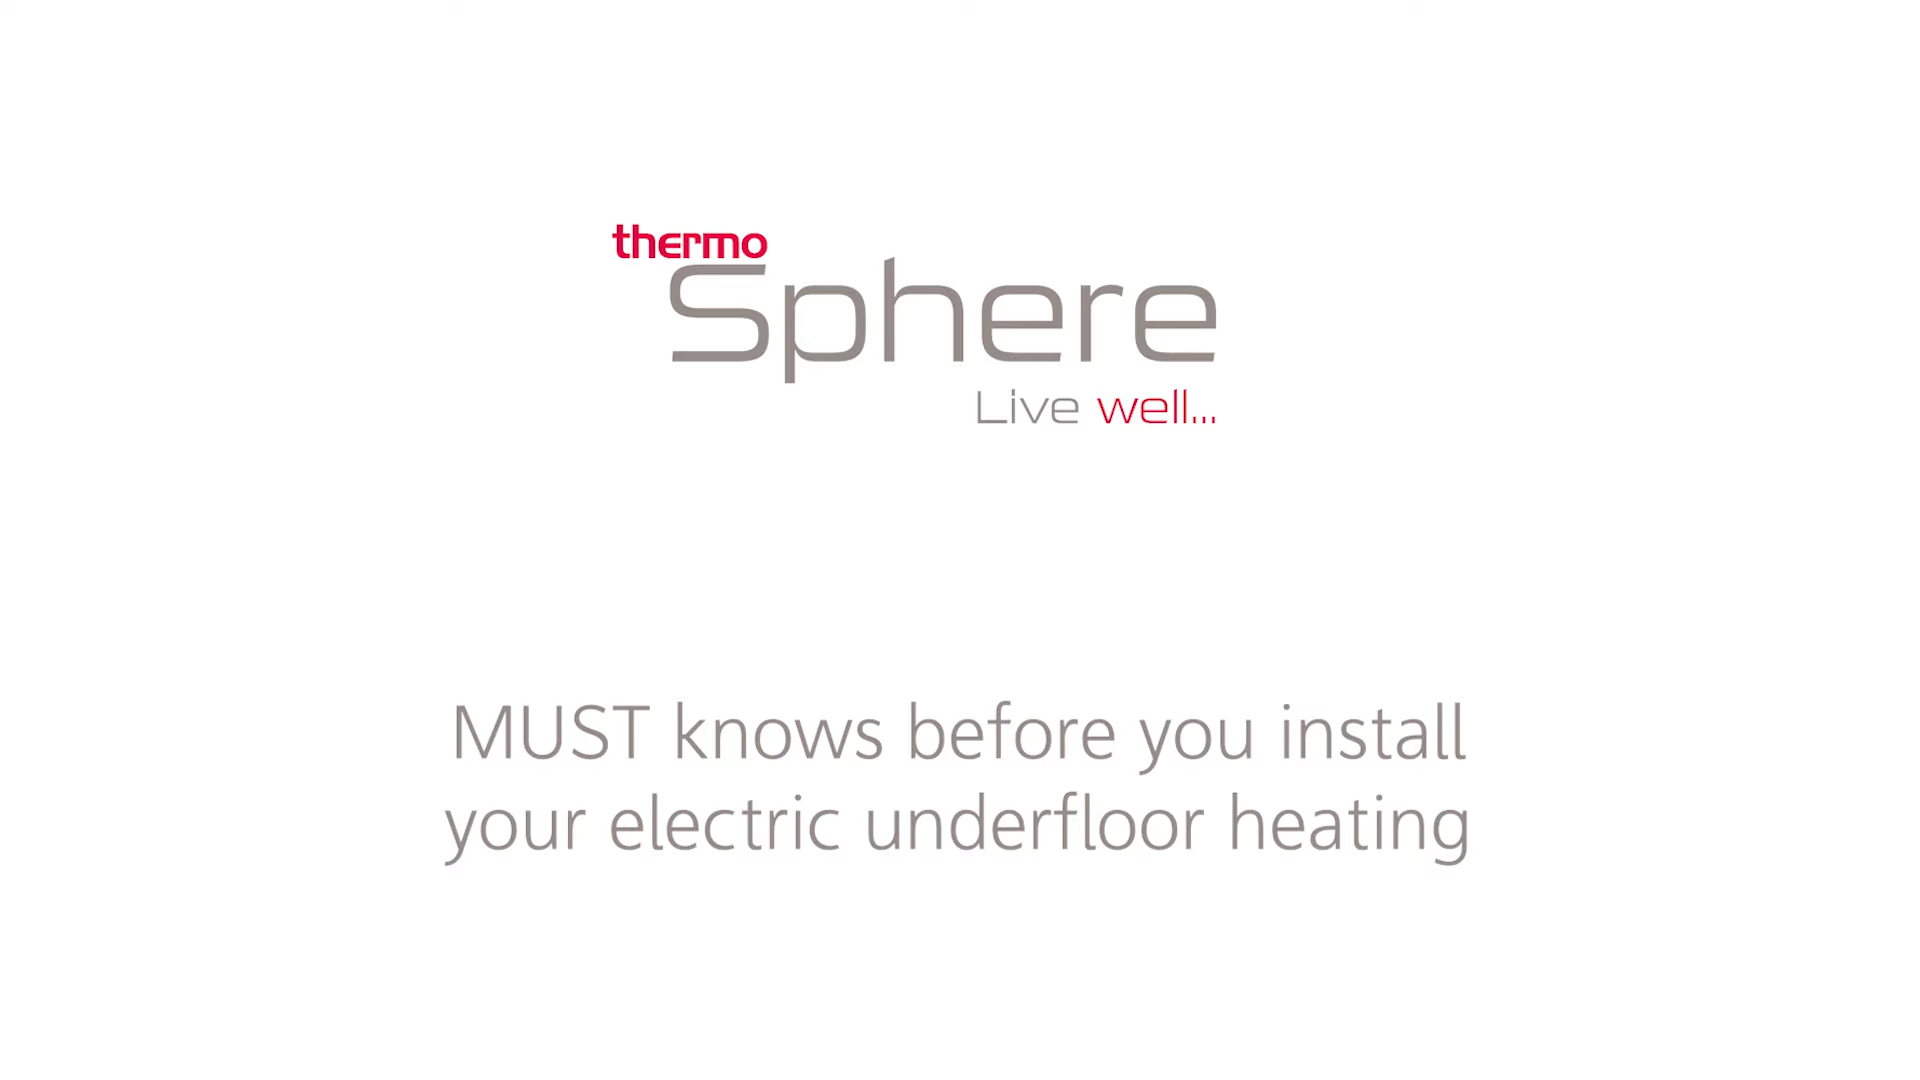 thermo
Sphere
Live well...
MUST knows before you install
your electric underfloor heating